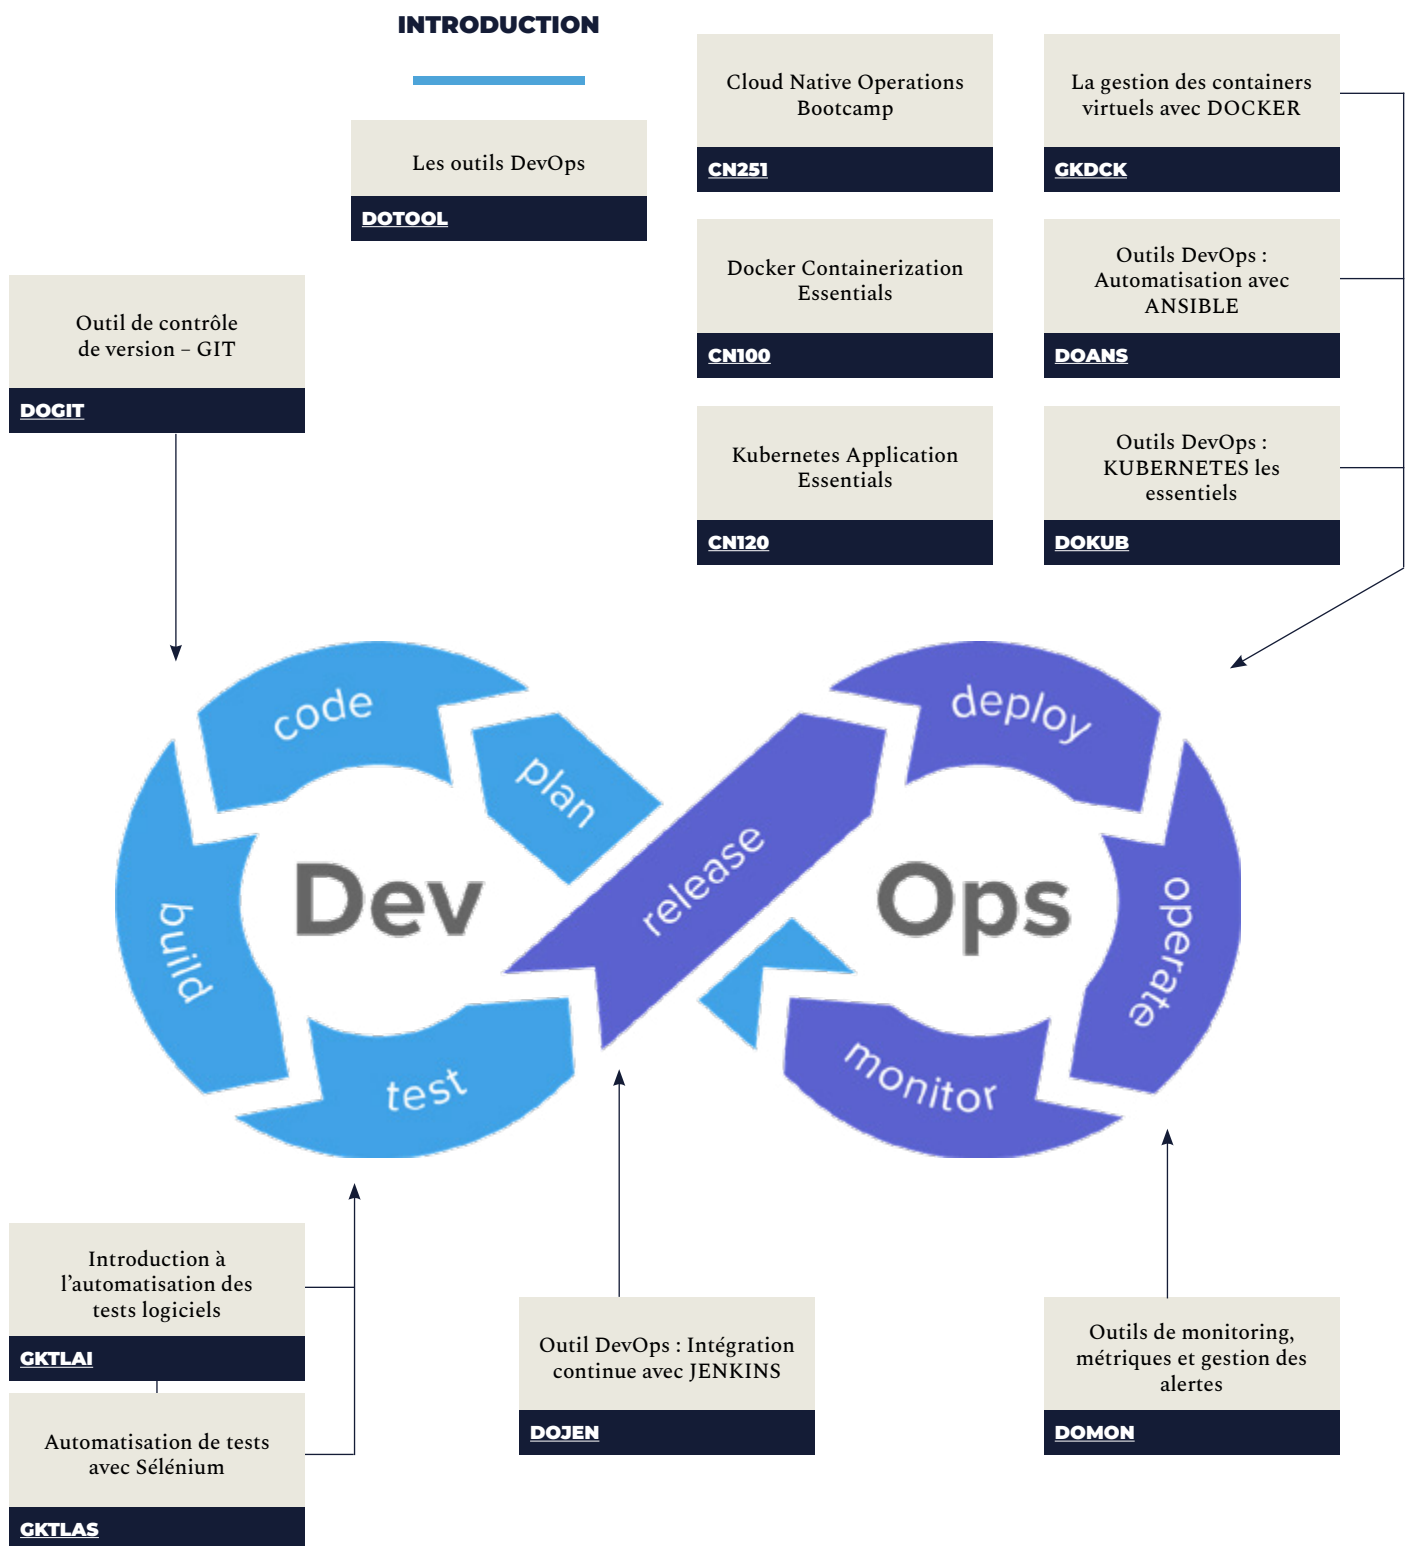 INTRODUCTION
Les outils DevOps
DOTOOL
Cloud Native Operations
Bootcamp
CN251
La gestion des containers
virtuels avec DOCKER
GKDCK
Docker Containerization
Essentials
CN100
Outils DevOps :
Automatisation avec
ANSIBLE
DOANS
Outil de contrôle
de version – GIT
DOGIT
Kubernetes Application
Essentials
CN120
Outils DevOps :
KUBERNETES les
essentiels
DOKUB
code
plan
build
test
Dev
release
Ops
deploy
operate
monitor
Introduction à
l’automatisation des
tests logiciels
GKTLAI
Automatisation de tests
avec Sélénium
GKTLAS
Outil DevOps : Intégration
continue avec JENKINS
DOJEN
Outils de monitoring,
métriques et gestion des
alertes
DOMON